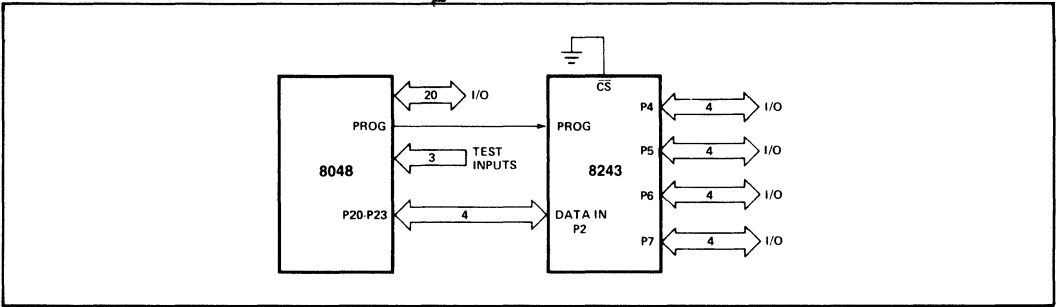 CS
20 I/O
P4 4 I/O
PROG PROG
3 TEST INPUTS
P5 4 I/O
8048 8243
P6 4 I/O
P20-P23 4 DATA IN P2
P7 4 I/O